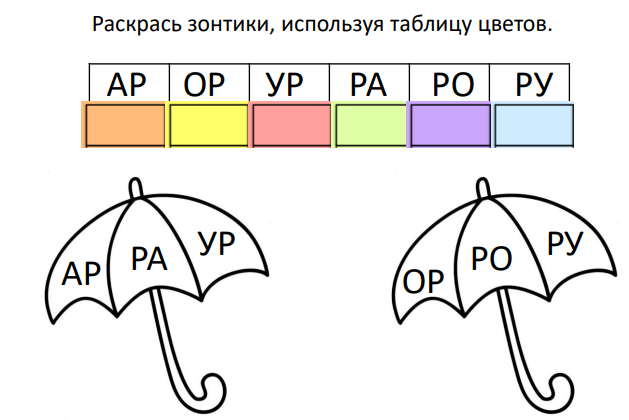 Раскрась зонтики, используя таблицу цветов.
АР ОР УР РА РО РУ
АР РА УР
ОР РО РУ